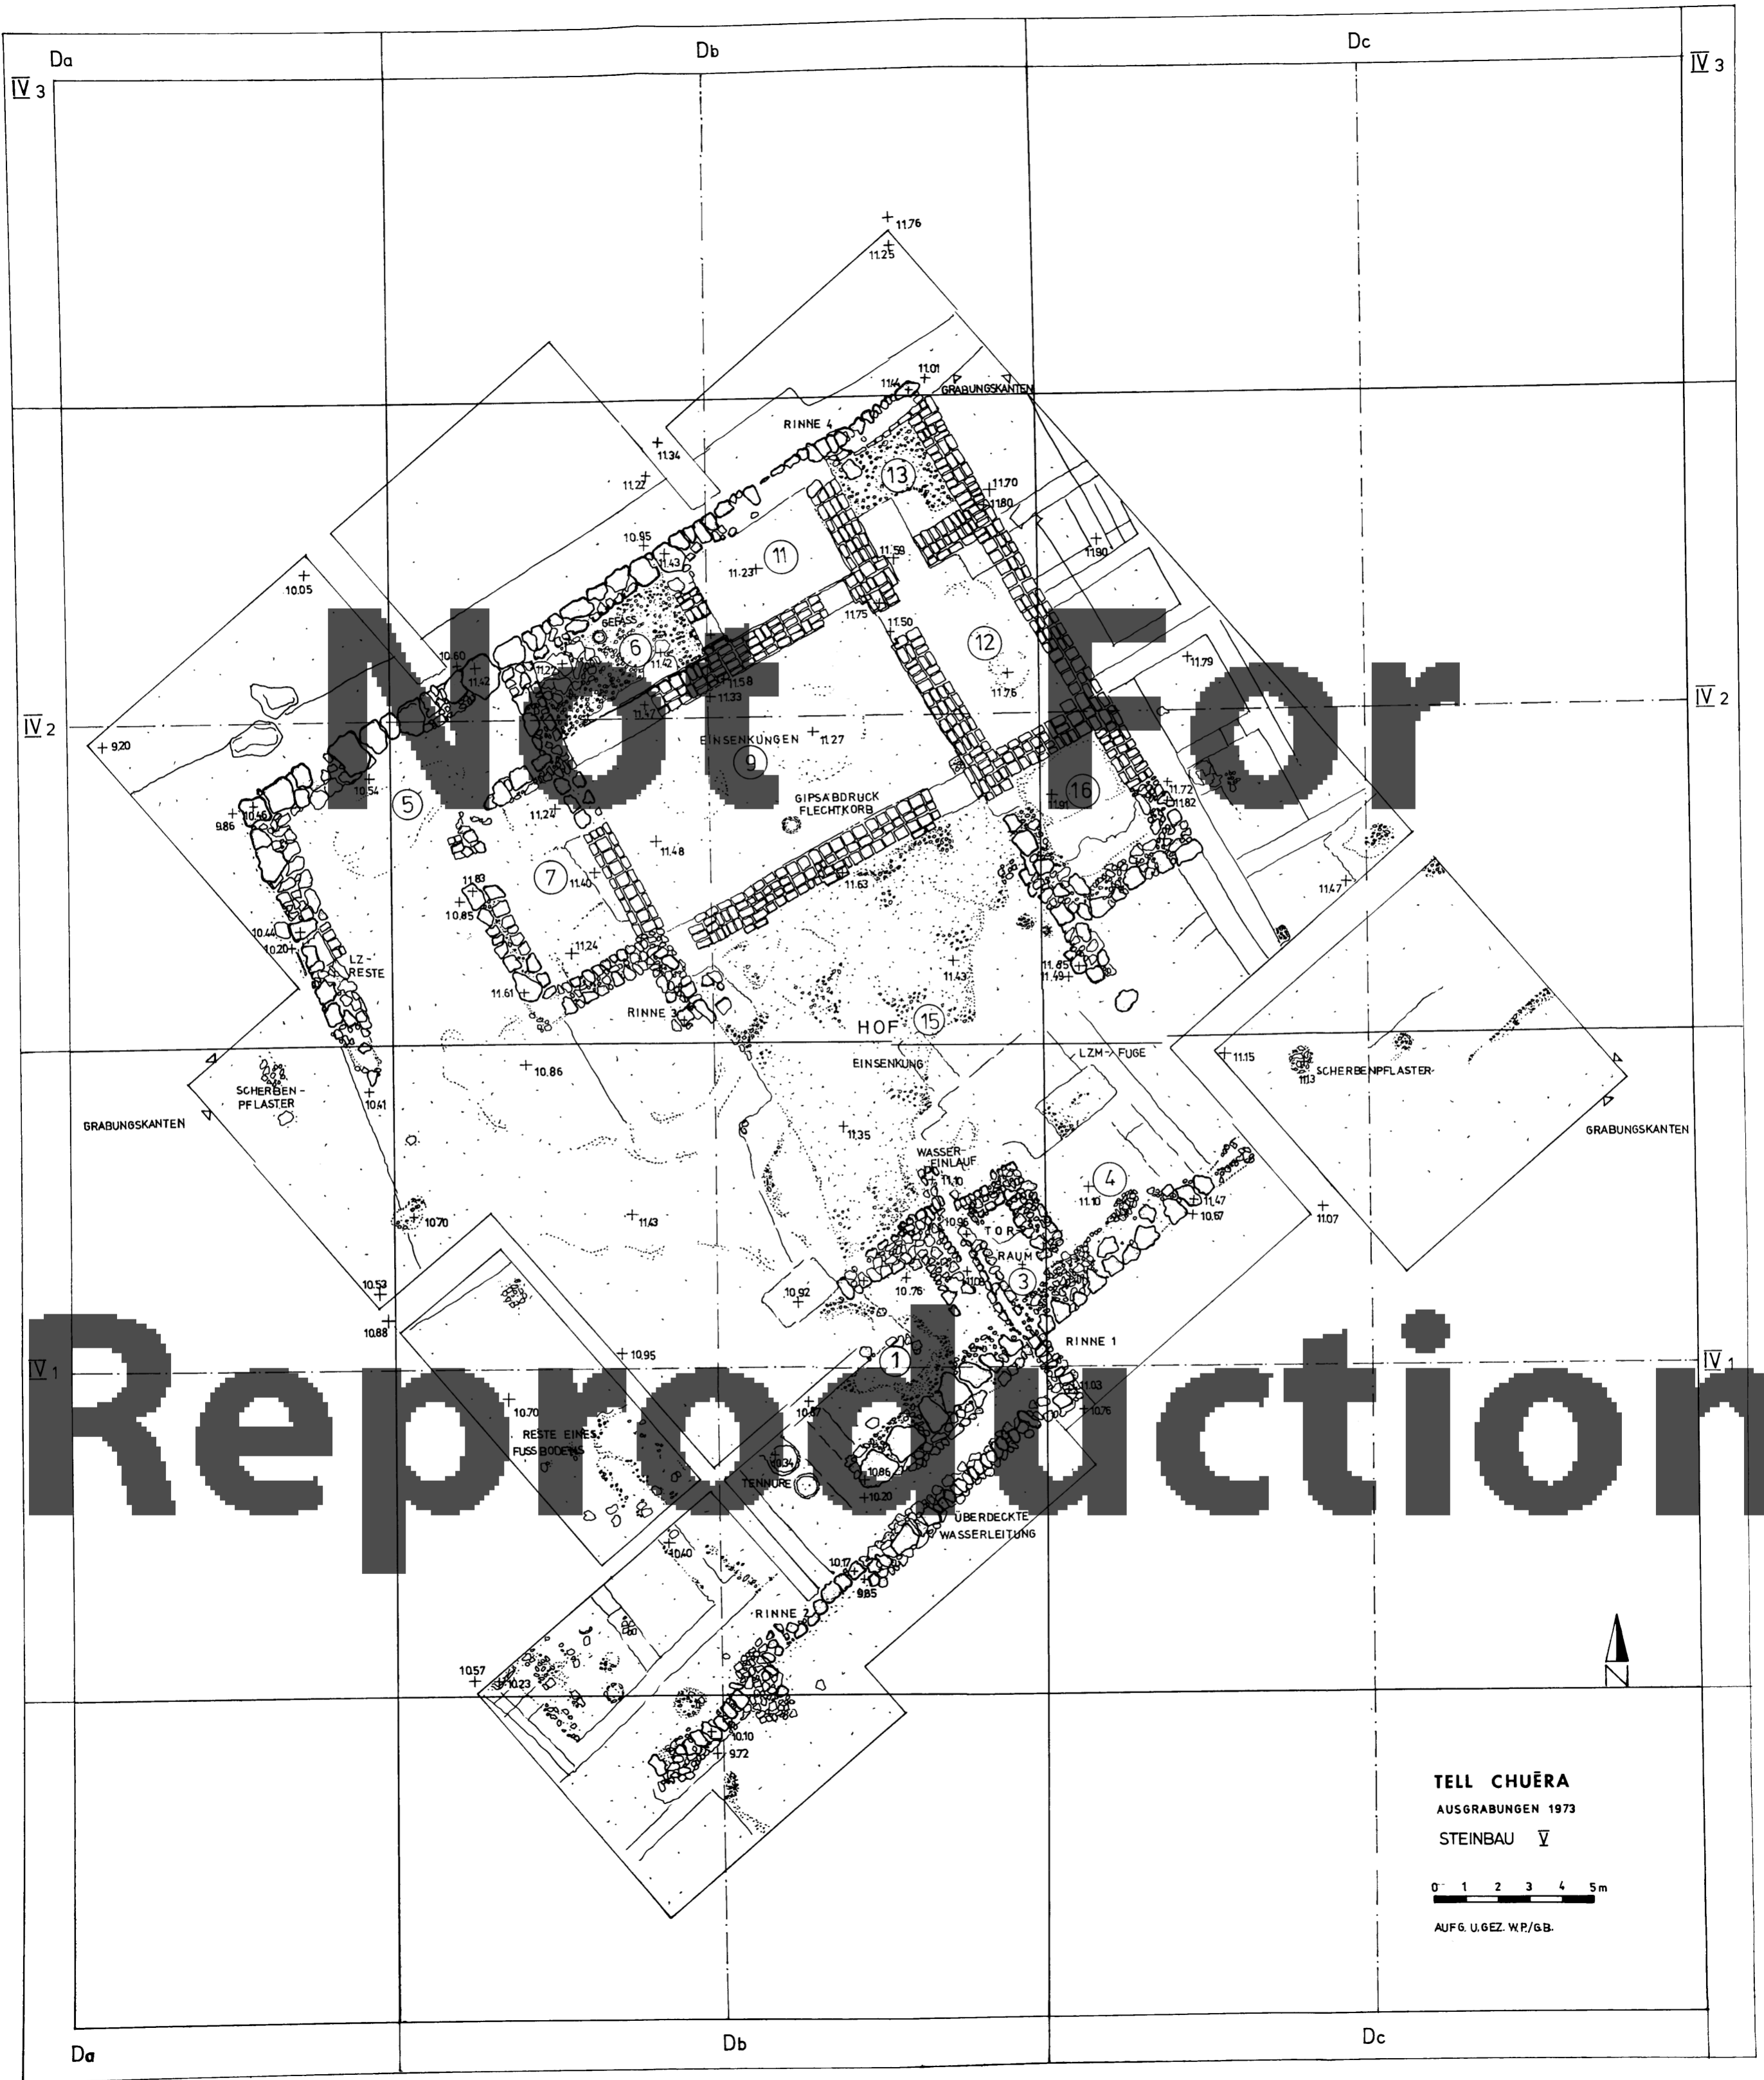 Da
Db
Dc
IV 3
IV 3
11.76
11.25
11.01
11.44
GRABUNGSKANTEN
RINNE 4
11.34
11.22
13
11.70
11.80
10.95
11.43
11.23
11
11.59
11.90
10.05
GEFÄSS
11.75
11.50
Not For
6
11.42
12
11.79
10.60
11.42
11.22
11.58
11.33
11.76
11.47
IV 2
IV 2
9.20
EINSENKUNGEN
11.27
9
10.54
5
GIPSABDRUCK
FLECHTKORB
16
11.91
11.72
11.82
9.86
10.46
11.24
11.48
7
11.40
11.83
10.85
11.63
11.47
10.44
10.20
11.24
LZ-
RESTE
11.43
11.85
11.49
11.61
RINNE 3
HOF
15
10.86
EINSENKUNG
LZM-FUGE
11.15
11.13
SCHERBENPFLASTER
SCHERBEN-
PFLASTER
10.41
GRABUNGSKANTEN
11.35
GRABUNGSKANTEN
WASSER-
EINLAUF
11.10
4
11.10
11.47
10.67
11.07
10.70
11.43
10.96
TOR
RAUM
3
10.53
10.92
10.76
10.88
Reproduction
RINNE 1
IV 1
10.95
1
IV 1
11.03
10.76
10.70
10.87
RESTE EINES
FUSSBODENS
10.34
TENNURE
10.86
10.20
ÜBERDECKTE
WASSERLEITUNG
10.40
10.17
9.85
RINNE 2
10.57
10.23
N
10.10
9.72
TELL CHUĒRA
AUSGRABUNGEN 1973
STEINBAU V
0 1 2 3 4 5 m
AUFG. U. GEZ. W.P./G.B.
Da
Db
Dc